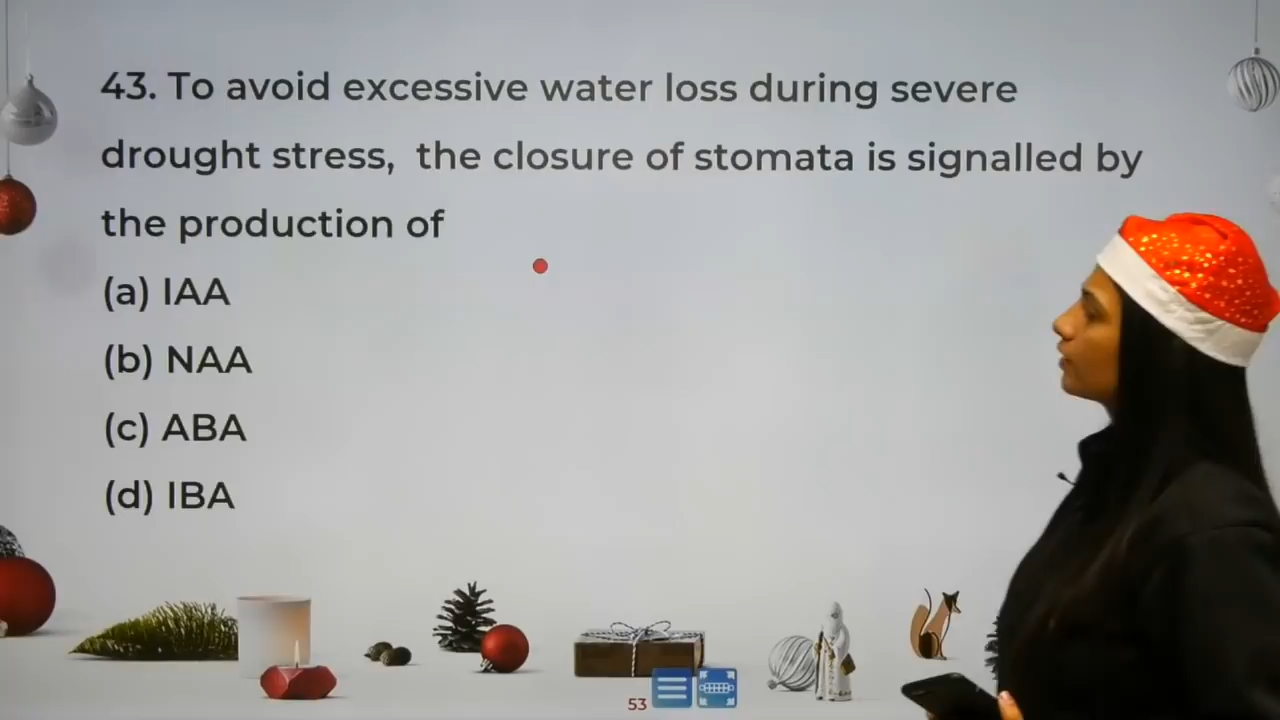 43. To avoid excessive water loss during severe
drought stress, the closure of stomata is signalled by
the production of
(a) IAA
(b) NAA
(c) ABA
(d) IBA
53